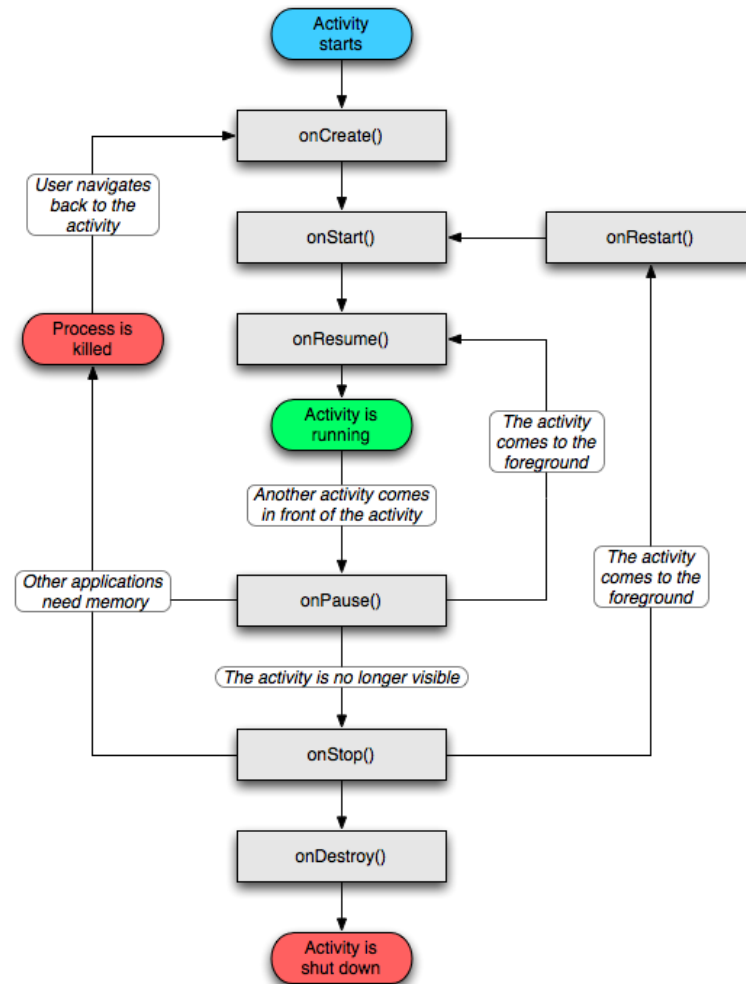 Activity
starts
onCreate()
User navigates
back to the
activity
onStart()
onRestart()
Process is
killed
onResume()
Activity is
running
The activity
comes to the
foreground
Another activity comes
in front of the activity
The activity
comes to the
foreground
Other applications
need memory
onPause()
The activity is no longer visible
onStop()
onDestroy()
Activity is
shut down